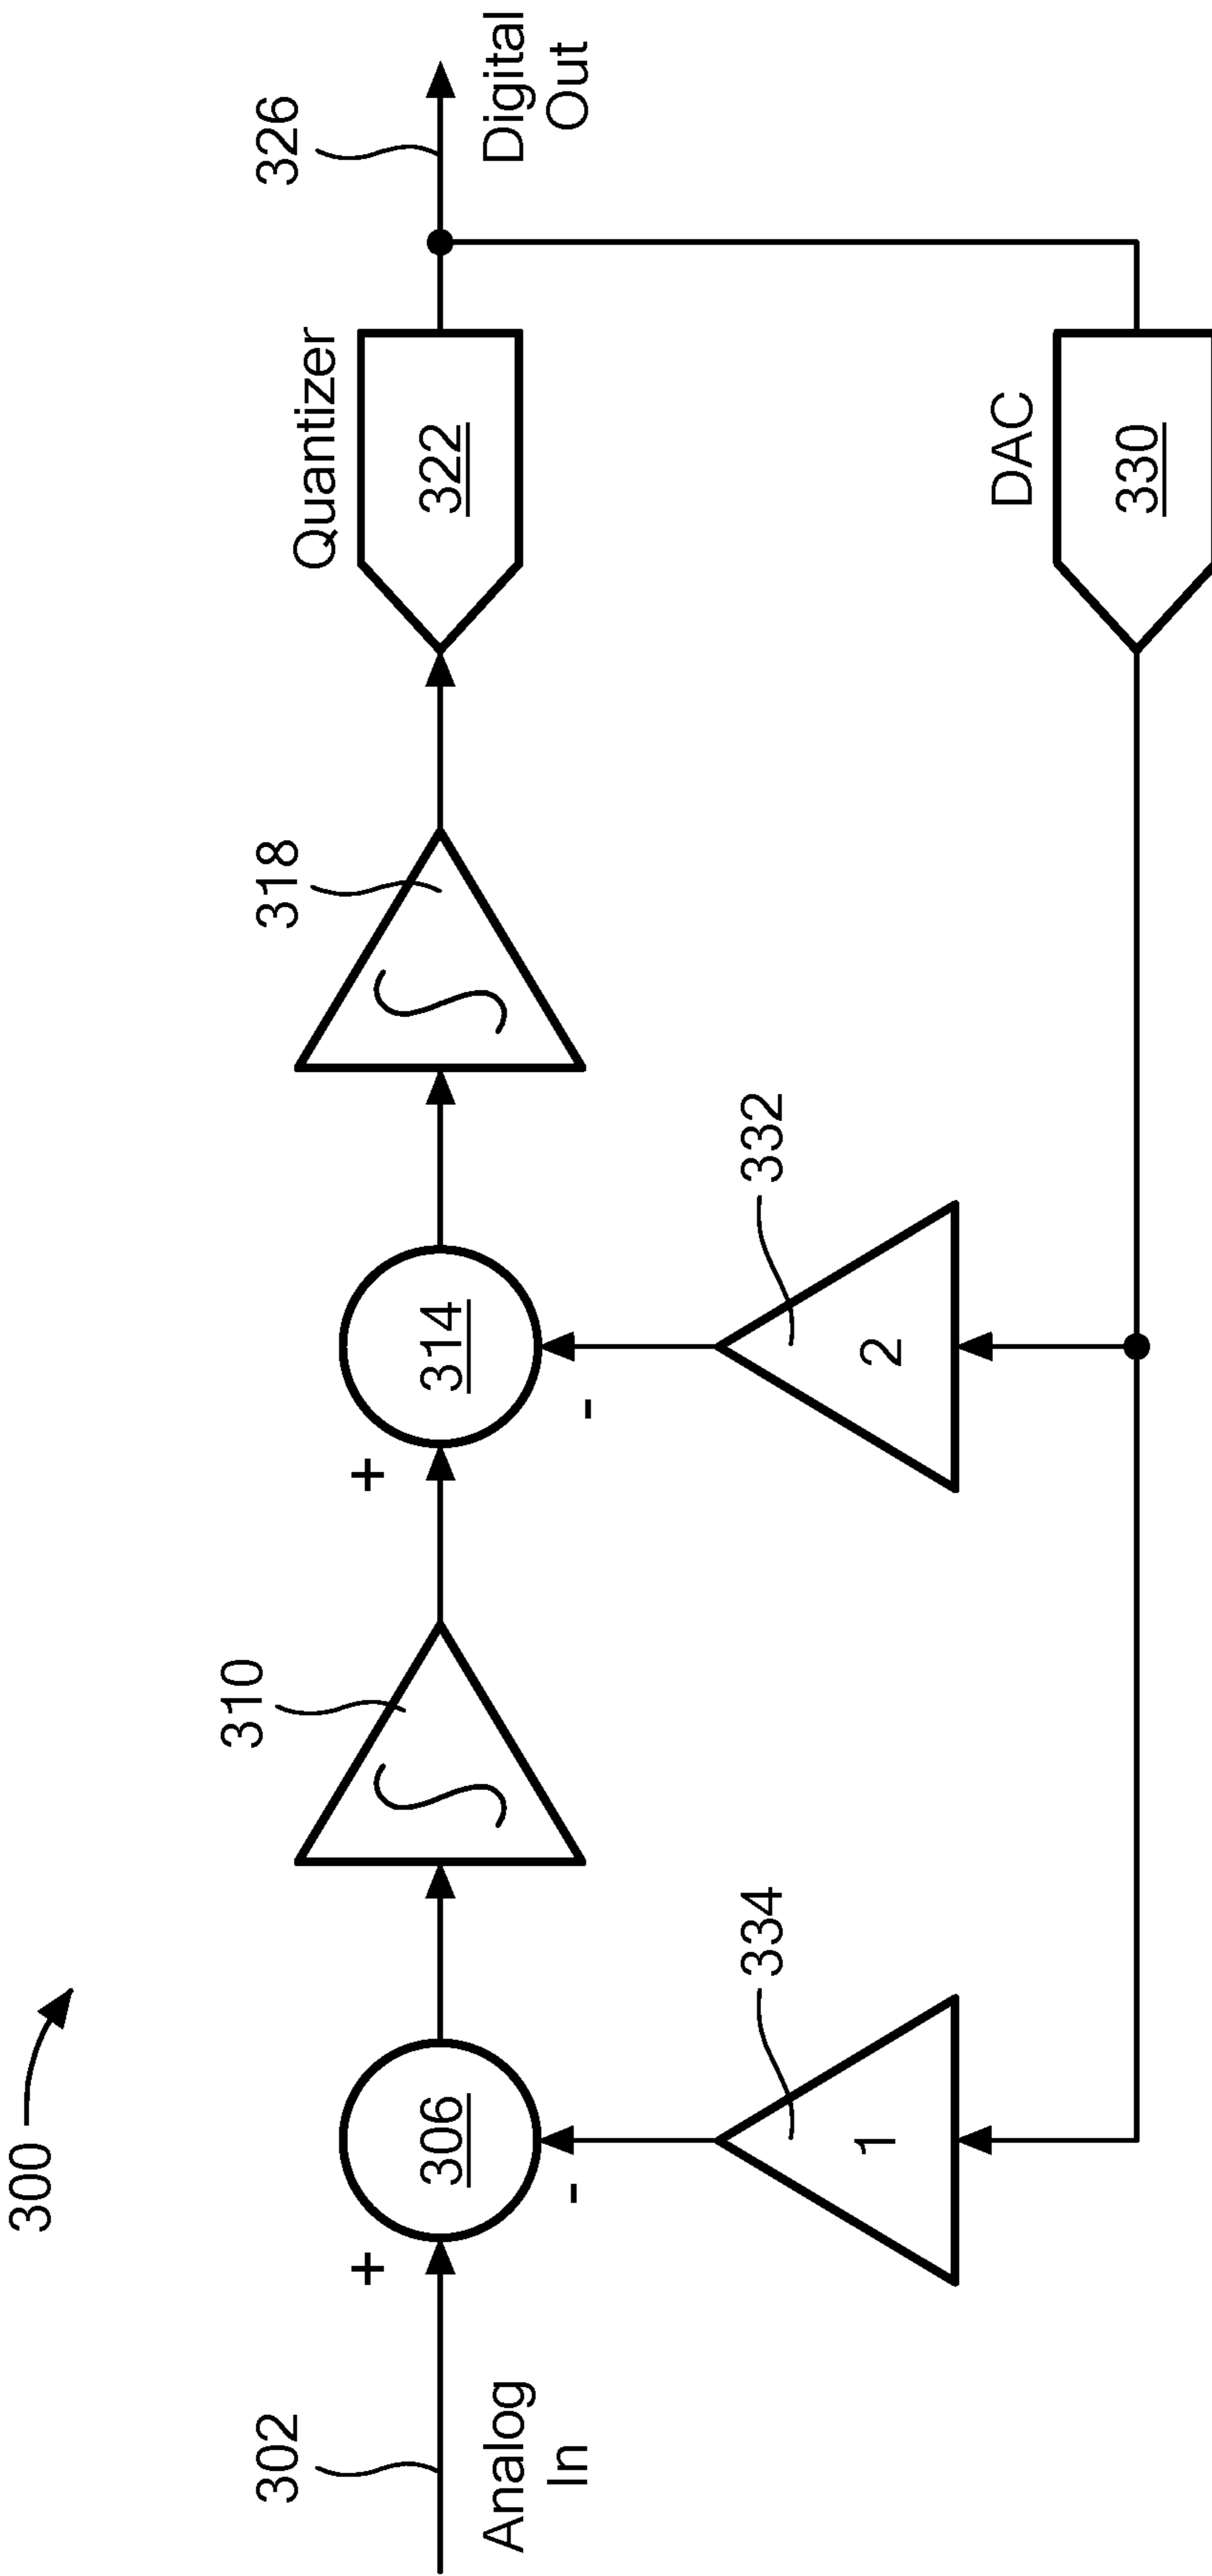 300
302
Analog
In
+
306
-
334
1
310
+
314
-
332
2
318
Quantizer
322
326
Digital
Out
DAC
330